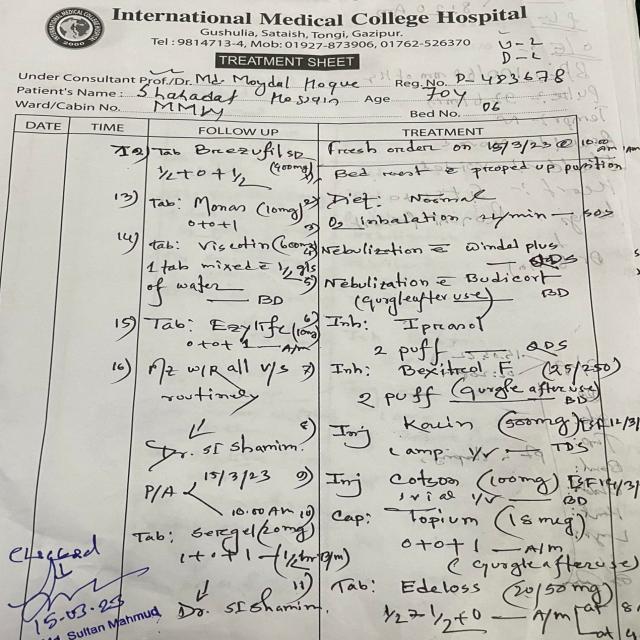 International Medical College Hospital
Gushulia, Sataish, Tongi, Gazipur.
Tel : 9814713-4, Mob: 01927-873906, 01762-526370
U-2
D-2
TREATMENT SHEET
Under Consultant Prof./Dr. Md. Moydul Hoque Reg. No. D-483678
Patient's Name : Shahadat Hossain Age 70y
Ward/Cabin No. MMW Bed No. 06
DATE TIME FOLLOW UP TREATMENT
Fresh order on 15/3/23 @ 10:00 am
1) Bed rest c propped up position
2) Diet: Normal
3) O2 inhalation 2L/min — SOS
4) Nebulization c Windel plus
— QDS
5) Nebulization c Budicort
(Gurgle after use) BD
6) Inh: Ipranol
2 puff — QDS
7) Inh: Bexitrol F (25/250)
2 puff (Gurgle after use)
BD
8) Inj (500mg)
1 amp. I/V — TDS
9) Inj Cotson (100mg)
1 vial I/V — BD
10) Cap: Topium (18mcg)
0+0+1 — A/M
(Gurgle after use)
11) Tab: Edeloss (20/50mg)
1/2+1/2+0 — A/M at
at
12) Tab Breezufil SD
(400mg)
1/2+0+1/2
13) Tab: Monas (10mg)
0+0+1
14) Tab: Viscotin (600mg)
1 tab mixed c 1/2 gls
of water — BD
15) Tab: Ezylife (10mg)
0+0+1 — A/M
16) Plz W/R all v/s
routinely
Dr. SI Shamim.
P/A 15/3/23
10:00 Am
Tab: Seregel (20mg)
1+0+1 — (1/2hr B/m)
Dr. SI Shamim.
Checked
15-03-23
Sultan Mahmud